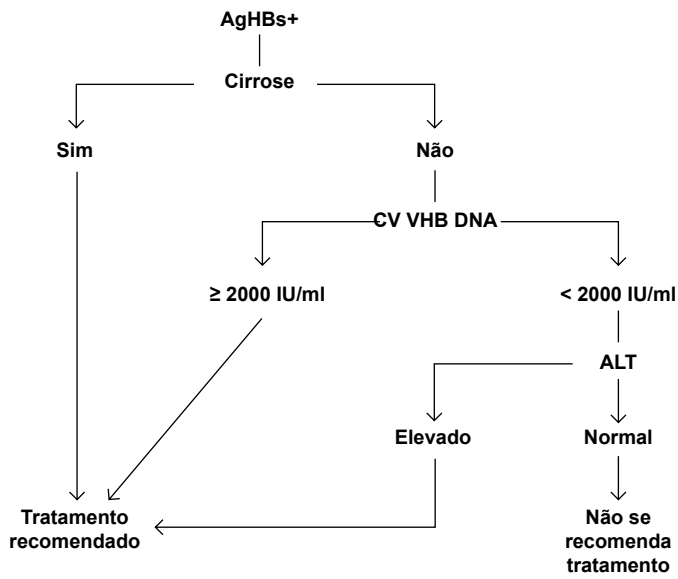 AgHBs+
Cirrose
Sim
Não
CV VHB DNA
≥ 2000 IU/ml
< 2000 IU/ml
ALT
Elevado
Normal
Tratamento
recomendado
Não se
recomenda
tratamento